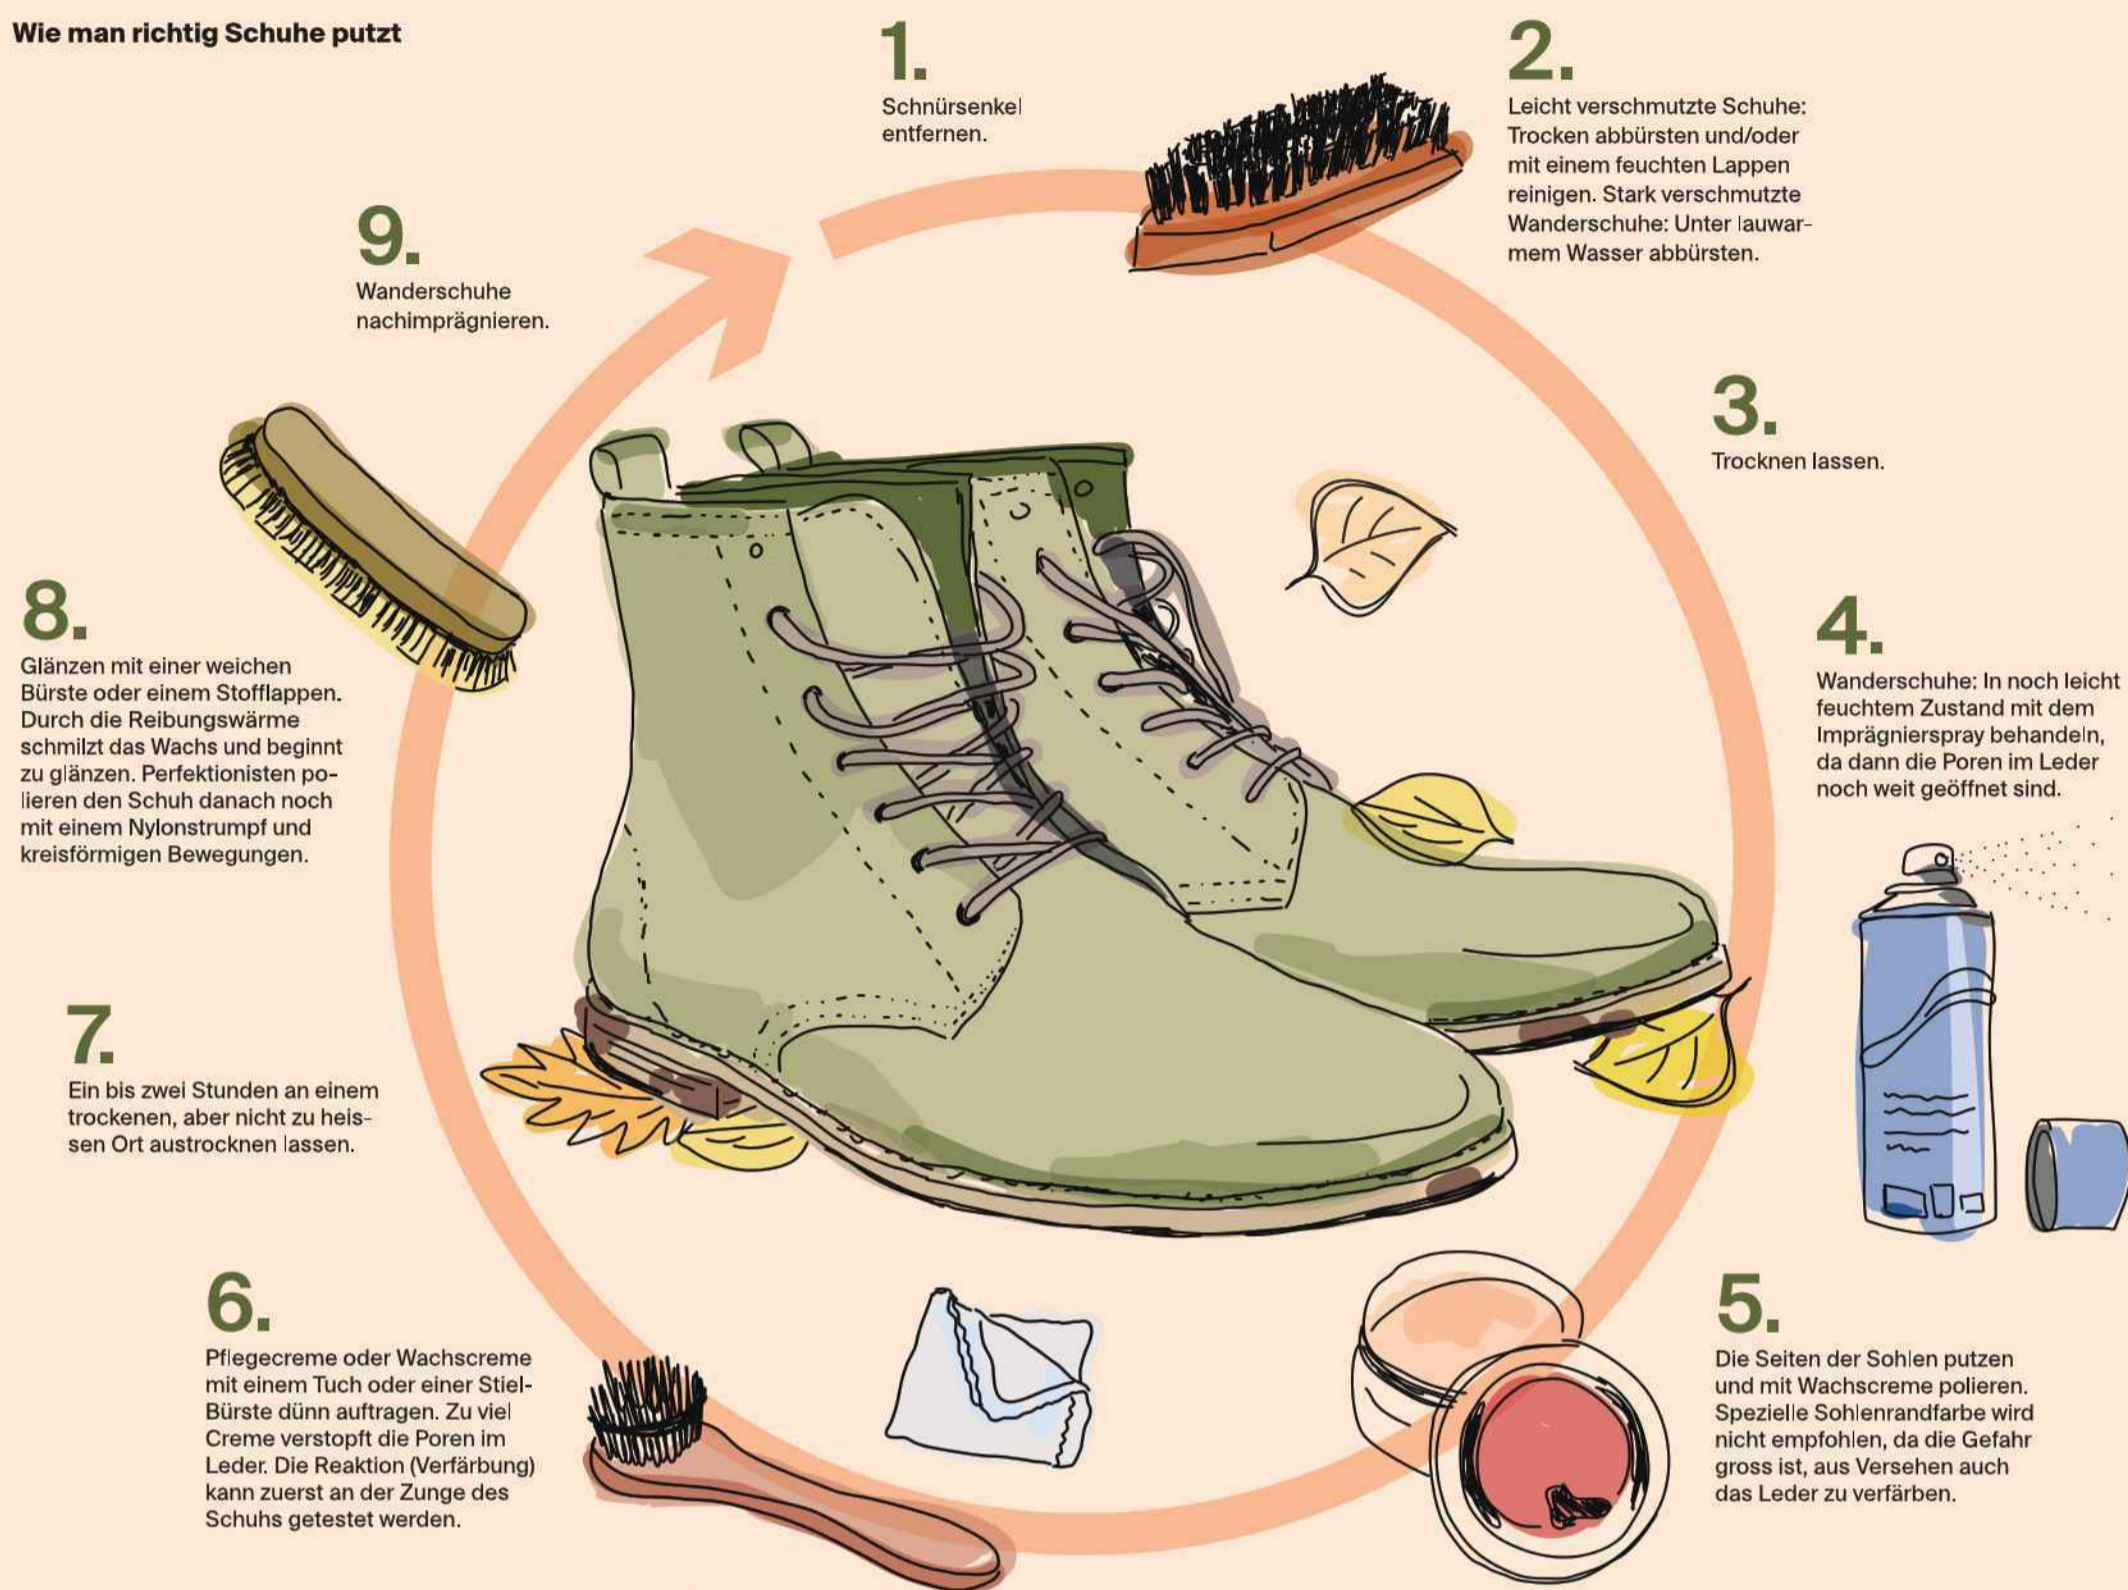 Wie man richtig Schuhe putzt
1.
Schnürsenkel
entfernen.
2.
Leicht verschmutzte Schuhe:
Trocken abbürsten und/oder
mit einem feuchten Lappen
reinigen. Stark verschmutzte
Wanderschuhe: Unter lauwar-
mem Wasser abbürsten.
3.
Trocknen lassen.
4.
Wanderschuhe: In noch leicht
feuchtem Zustand mit dem
Imprägnierspray behandeln,
da dann die Poren im Leder
noch weit geöffnet sind.
5.
Die Seiten der Sohlen putzen
und mit Wachscreme polieren.
Spezielle Sohlenrandfarbe wird
nicht empfohlen, da die Gefahr
gross ist, aus Versehen auch
das Leder zu verfärben.
6.
Pflegecreme oder Wachscreme
mit einem Tuch oder einer Stiel-
Bürste dünn auftragen. Zu viel
Creme verstopft die Poren im
Leder. Die Reaktion (Verfärbung)
kann zuerst an der Zunge des
Schuhs getestet werden.
7.
Ein bis zwei Stunden an einem
trockenen, aber nicht zu heis-
sen Ort austrocknen lassen.
8.
Glänzen mit einer weichen
Bürste oder einem Stofflappen.
Durch die Reibungswärme
schmilzt das Wachs und beginnt
zu glänzen. Perfektionisten po-
lieren den Schuh danach noch
mit einem Nylonstrumpf und
kreisförmigen Bewegungen.
9.
Wanderschuhe
nachimprägnieren.